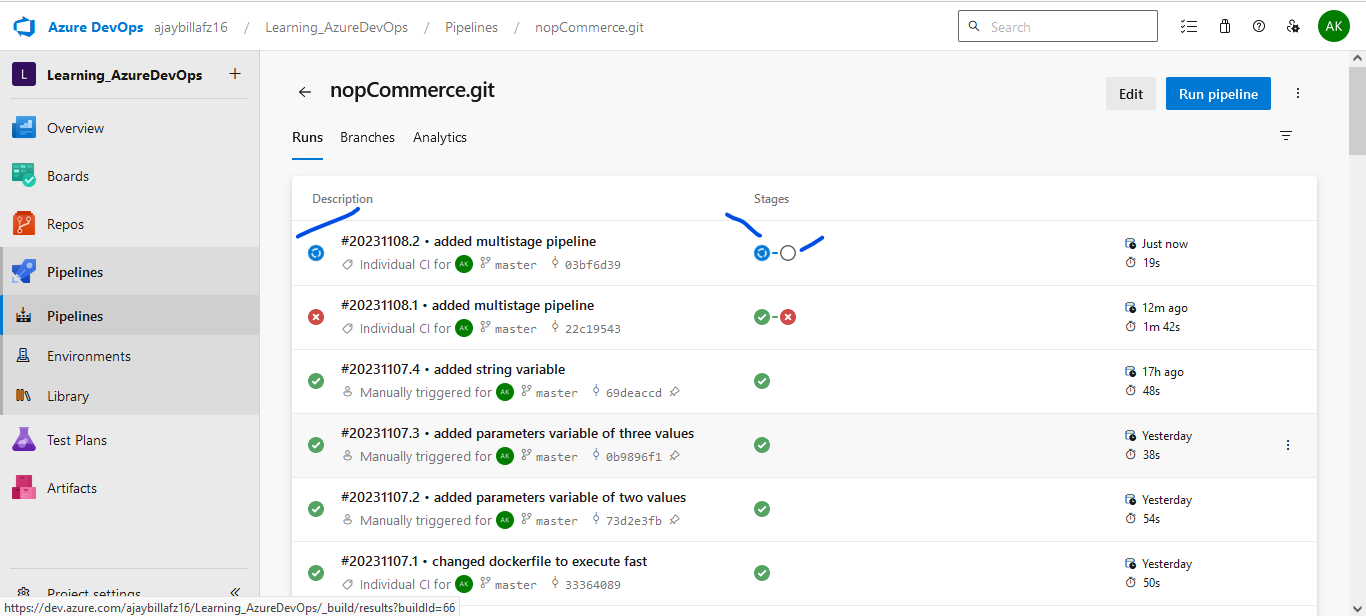 Azure DevOps ajaybillafz16 / Learning_AzureDevOps / Pipelines / nopCommerce.git Search AK
L Learning_AzureDevOps +
Overview
Boards
Repos
Pipelines
Pipelines
Environments
Library
Test Plans
Artifacts
Project settings
nopCommerce.git Edit Run pipeline
Runs Branches Analytics
Description Stages
#20231108.2 • added multistage pipeline Just now
Individual CI for AK master 03bf6d39 19s
#20231108.1 • added multistage pipeline 12m ago
Individual CI for AK master 22c19543 1m 42s
#20231107.4 • added string variable 17h ago
Manually triggered for AK master 69deaccd 48s
#20231107.3 • added parameters variable of three values Yesterday
Manually triggered for AK master 0b9896f1 38s
#20231107.2 • added parameters variable of two values Yesterday
Manually triggered for AK master 73d2e3fb 54s
#20231107.1 • changed dockerfile to execute fast Yesterday
Individual CI for AK master 33364089 50s
https://dev.azure.com/ajaybillafz16/Learning_AzureDevOps/_build/results?buildId=66